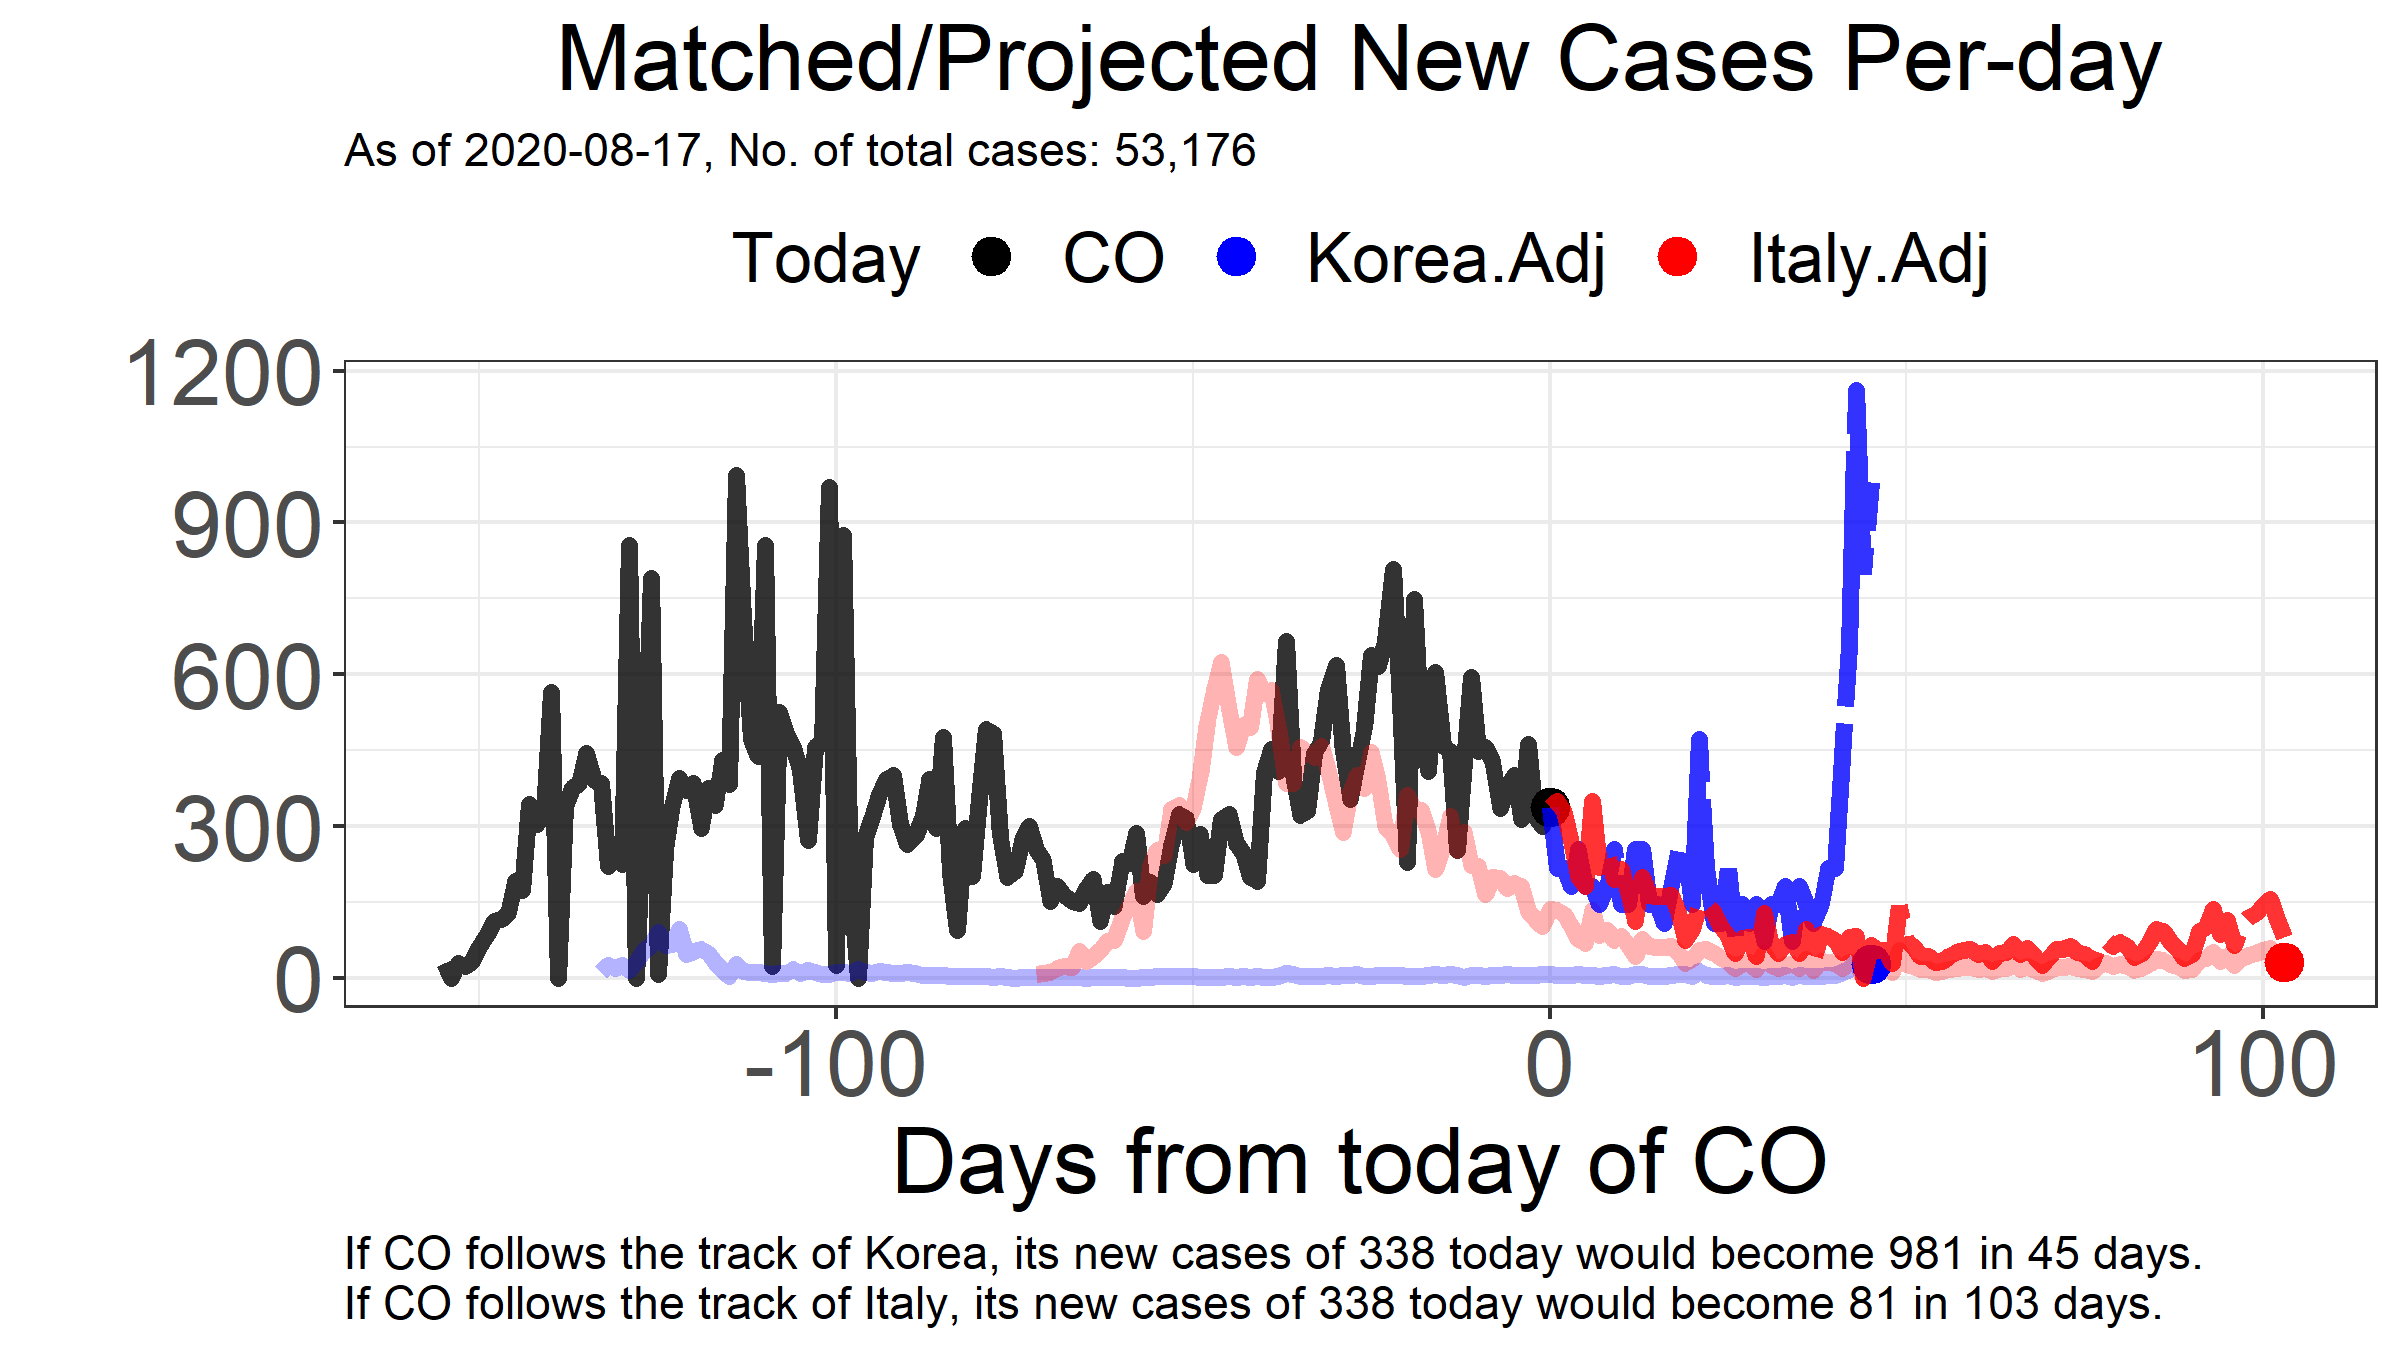 Matched/Projected New Cases Per-day
As of 2020-08-17, No. of total cases: 53,176
Today CO Korea.Adj Italy.Adj
1200
900
600
300
0
-100 0 100
Days from today of CO
If CO follows the track of Korea, its new cases of 338 today would become 981 in 45 days.
If CO follows the track of Italy, its new cases of 338 today would become 81 in 103 days.